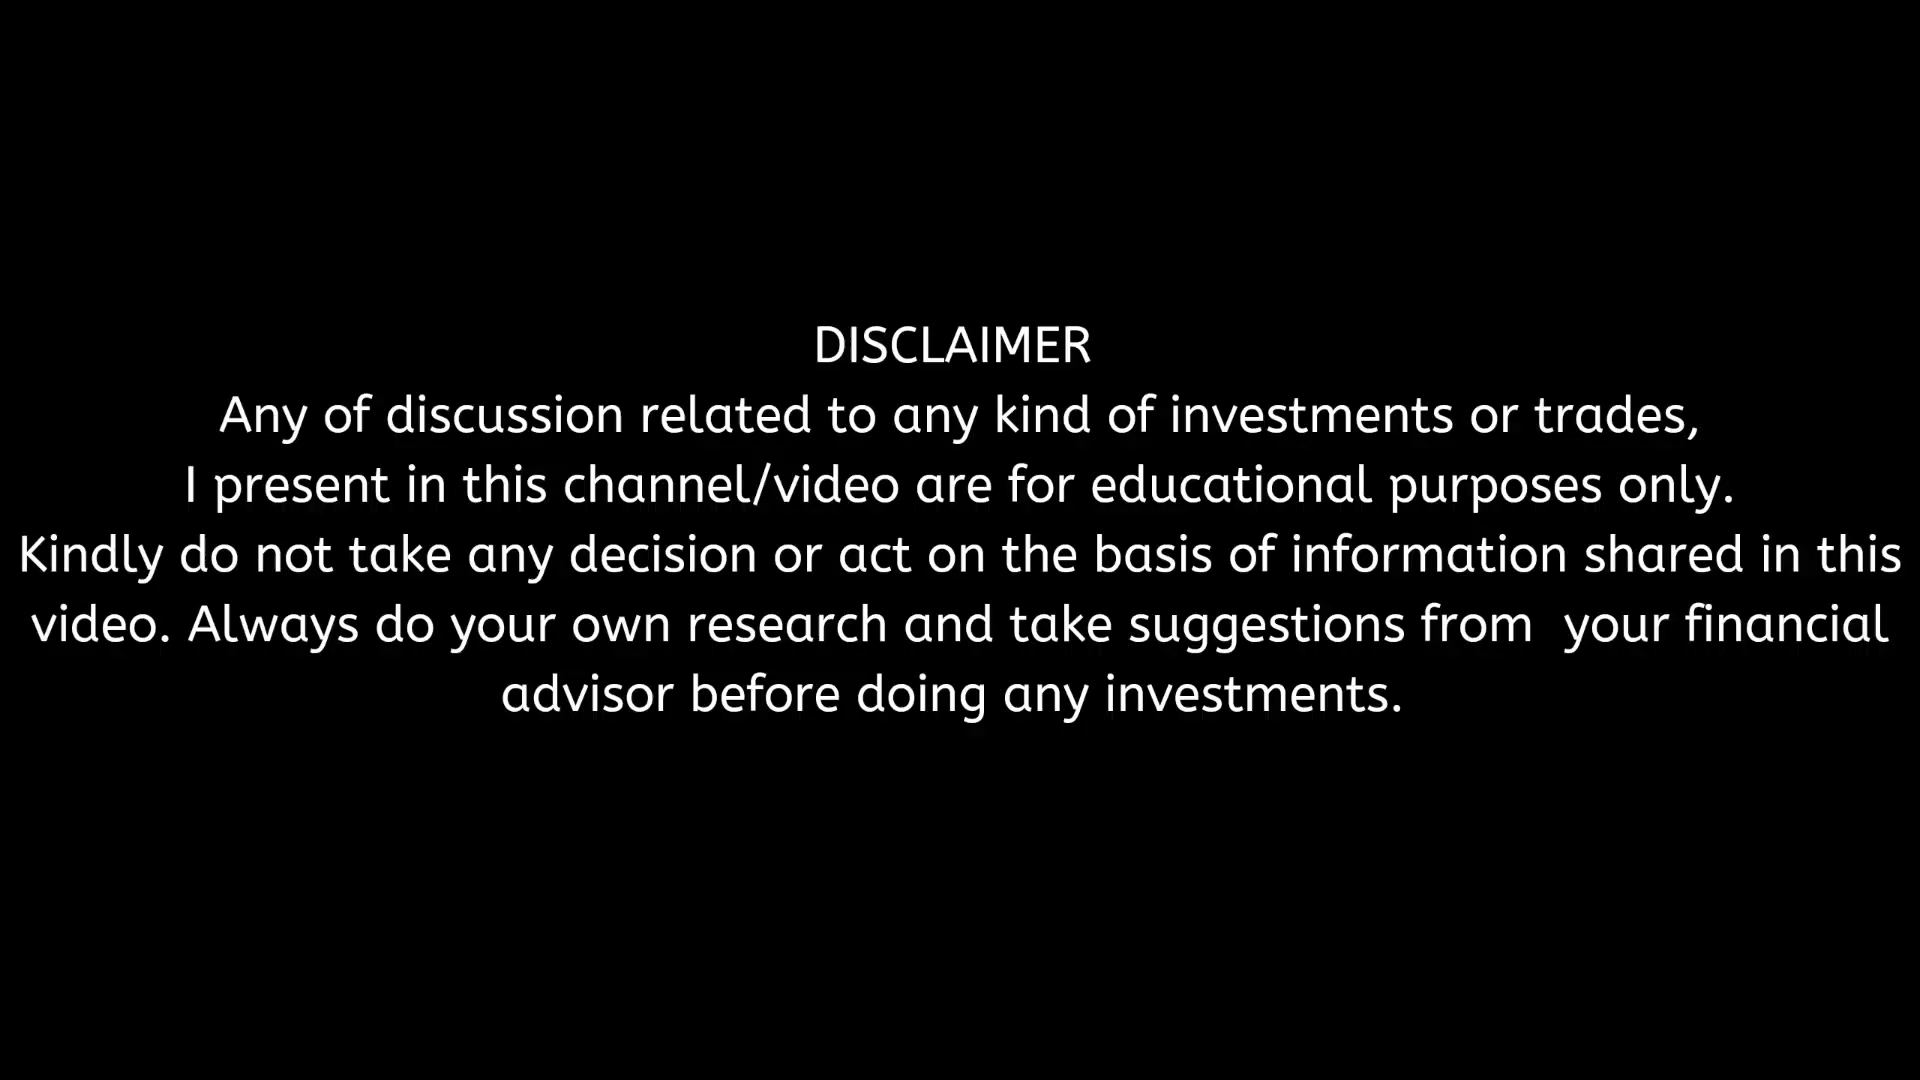 DISCLAIMER
Any of discussion related to any kind of investments or trades,
I present in this channel/video are for educational purposes only.
Kindly do not take any decision or act on the basis of information shared in this
video. Always do your own research and take suggestions from  your financial
advisor before doing any investments.